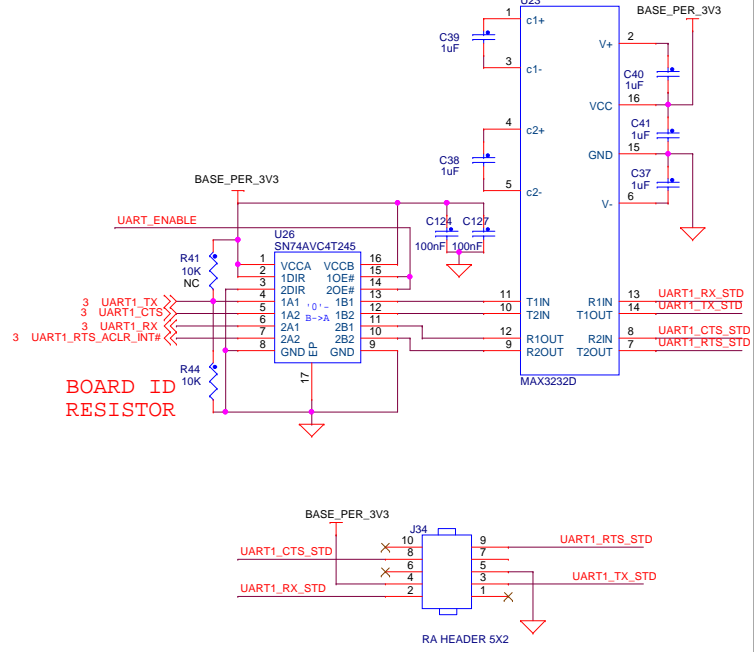 U23
BASE_PER_3V3
1 c1+
C39
1uF
3 c1-
V+ 2
C40
1uF
VCC 16
4 c2+
C41
1uF
GND 15
C38
1uF
C37
1uF
5 c2-
V- 6
BASE_PER_3V3
UART_ENABLE
U26
SN74AVC4T245
C124
100nF
C127
100nF
R41
10K
NC
1 VCCA VCCB 16
2 1DIR 1OE# 15
3 2DIR 2OE# 14
3 UART1_TX 4 1A1 '0'- 1B1 13
3 UART1_CTS 5 1A2 B->A 1B2 12
3 UART1_RX 6 2A1 2B1 11
3 UART1_RTS_ACLR_INT# 7 2A2 2B2 10
8 GND EP GND 9
17
11 T1IN R1IN 13 UART1_RX_STD
10 T2IN T1OUT 14 UART1_TX_STD
12 R1OUT R2IN 8 UART1_CTS_STD
9 R2OUT T2OUT 7 UART1_RTS_STD
MAX3232D
R44
10K
BOARD ID
RESISTOR
BASE_PER_3V3
J34
10 9 UART1_RTS_STD
UART1_CTS_STD 8 7
6 5
4 3 UART1_TX_STD
UART1_RX_STD 2 1
RA HEADER 5X2